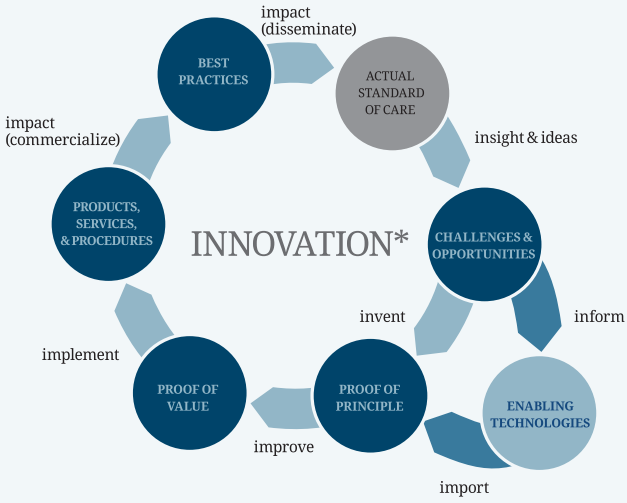 impact
(disseminate)
BEST
PRACTICES
ACTUAL
STANDARD
OF CARE
insight & ideas
impact
(commercialize)
PRODUCTS,
SERVICES,
& PROCEDURES
INNOVATION*
CHALLENGES &
OPPORTUNITIES
invent
inform
implement
PROOF OF
VALUE
PROOF OF
PRINCIPLE
ENABLING
TECHNOLOGIES
improve
import